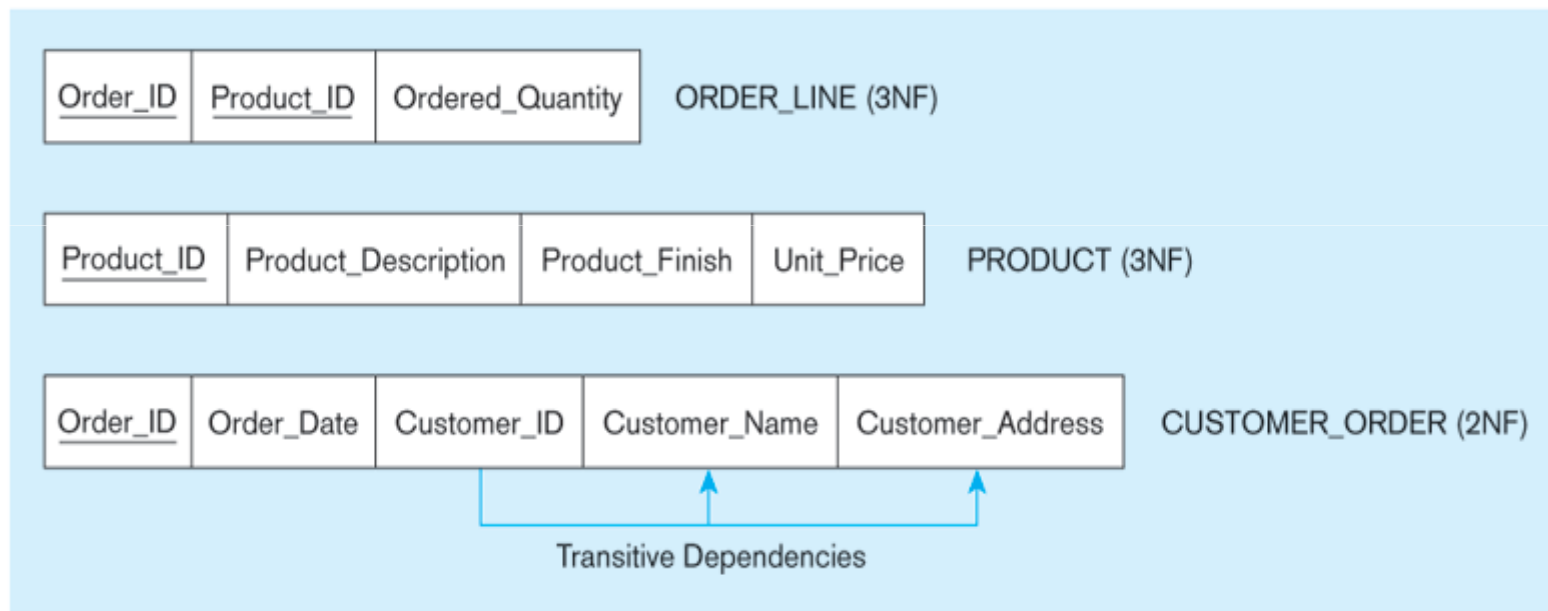 Order_ID Product_ID Ordered_Quantity ORDER_LINE (3NF)
Product_ID Product_Description Product_Finish Unit_Price PRODUCT (3NF)
Order_ID Order_Date Customer_ID Customer_Name Customer_Address CUSTOMER_ORDER (2NF)
Transitive Dependencies